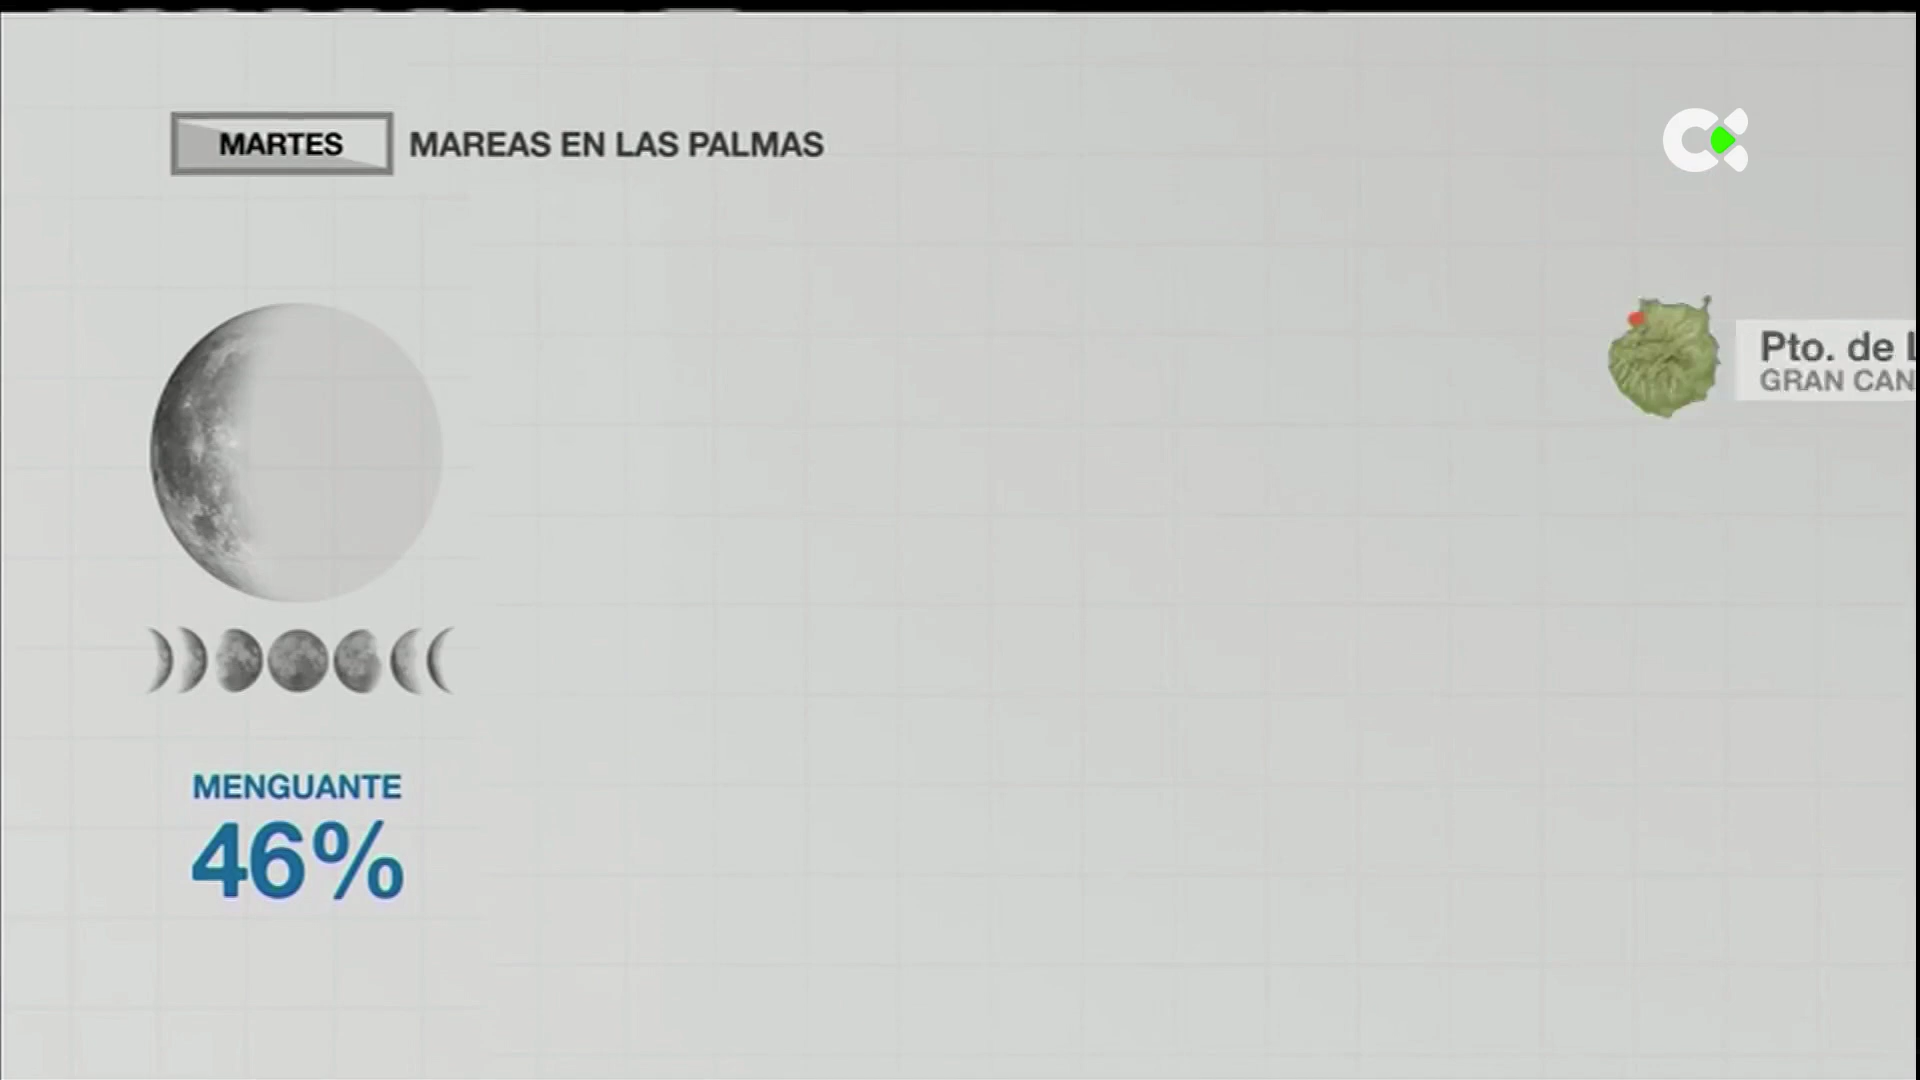 MARTES MAREAS EN LAS PALMAS
Pto. de L
GRAN CAN
MENGUANTE
46%